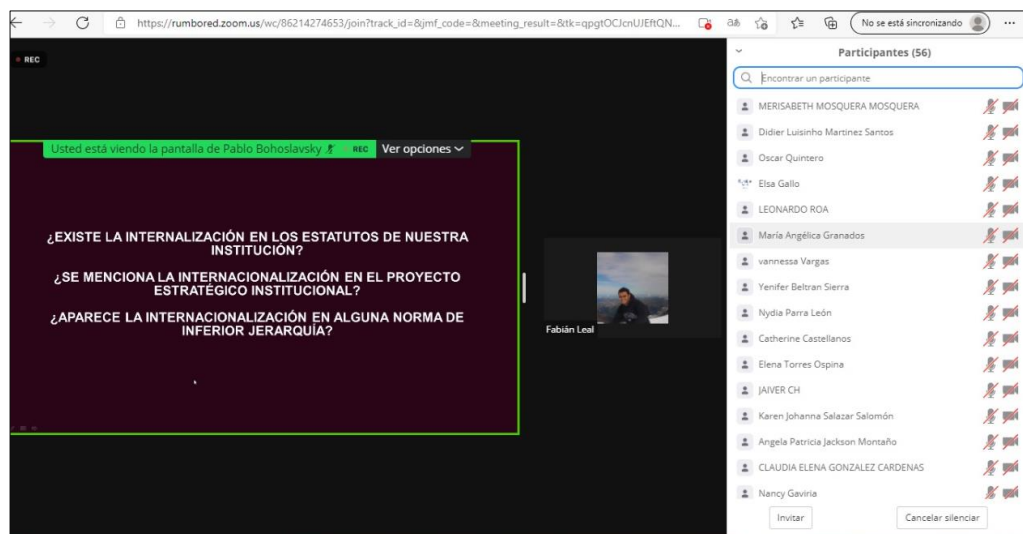 https://rumbored.zoom.us/wc/86214274653/join?track_id=&jmf_code=&meeting_result=&tk=qpgtOCJcnUJEftQN...
No se está sincronizando
REC
Usted está viendo la pantalla de Pablo Bohoslavsky REC Ver opciones
¿EXISTE LA INTERNALIZACIÓN EN LOS ESTATUTOS DE NUESTRA
INSTITUCIÓN?
¿SE MENCIONA LA INTERNACIONALIZACIÓN EN EL PROYECTO
ESTRATÉGICO INSTITUCIONAL?
¿APARECE LA INTERNACIONALIZACIÓN EN ALGUNA NORMA DE
INFERIOR JERARQUÍA?
Fabián Leal
Participantes (56)
Encontrar un participante
MERISABETH MOSQUERA MOSQUERA
Didier Luisinho Martinez Santos
Oscar Quintero
Elsa Gallo
LEONARDO ROA
María Angélica Granados
vannessa Vargas
Yenifer Beltran Sierra
Nydia Parra León
Catherine Castellanos
Elena Torres Ospina
JAIVER CH
Karen Johanna Salazar Salomón
Angela Patricia Jackson Montaño
CLAUDIA ELENA GONZALEZ CARDENAS
Nancy Gaviria
Invitar
Cancelar silenciar